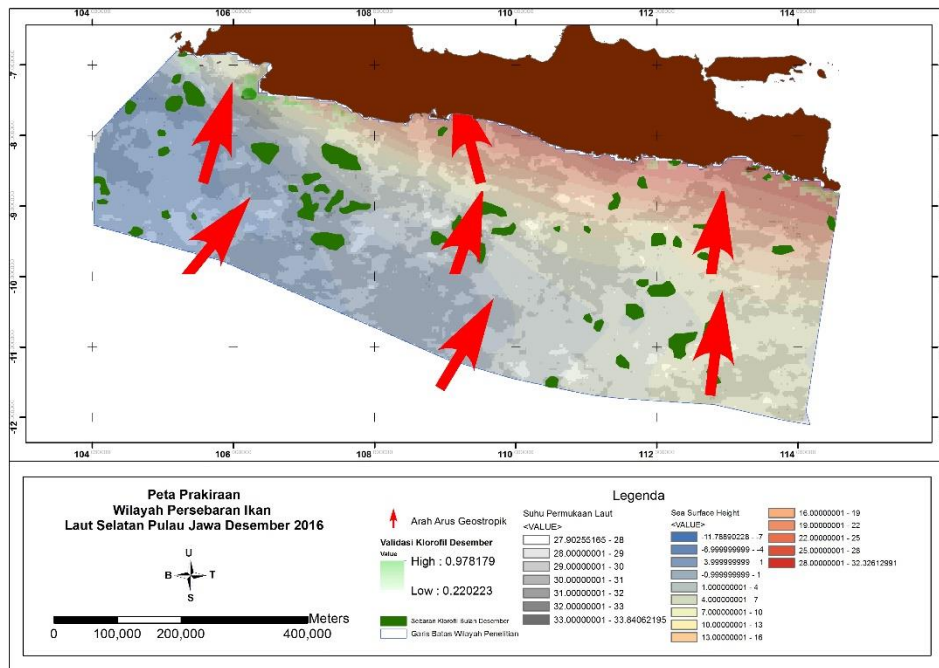 104 106 108 110 112 114
-7
-8
-9
-10
-11
-12
104 106 108 110 112 114
Peta Prakiraan
Wilayah Persebaran Ikan
Laut Selatan Pulau Jawa Desember 2016
U
B T
S
Meters
0 100,000 200,000 400,000
Legenda
Arah Arus Geostropik
Validasi Klorofil Desember
Value
High : 0.978179
Low : 0.220223
Sebaran Klorofil Bulan Desember
Garis Batas Wilayah Penelitian
Suhu Permukaan Laut
<VALUE>
27.90255165 - 28
28.00000001 - 29
29.00000001 - 30
30.00000001 - 31
31.00000001 - 32
32.00000001 - 33
33.00000001 - 33.84062195
Sea Surface Height
<VALUE>
-11.78890228 - -7
-6.999999999 - -4
3.999999999 1
-0.999999999 - 1
1.000000001 - 4
4.000000001 7
7.00000001 - 10
10.00000001 - 13
13.00000001 - 16
16.00000001 - 19
19.00000001 - 22
22.00000001 - 25
25.00000001 - 28
28.00000001 - 32.32612991